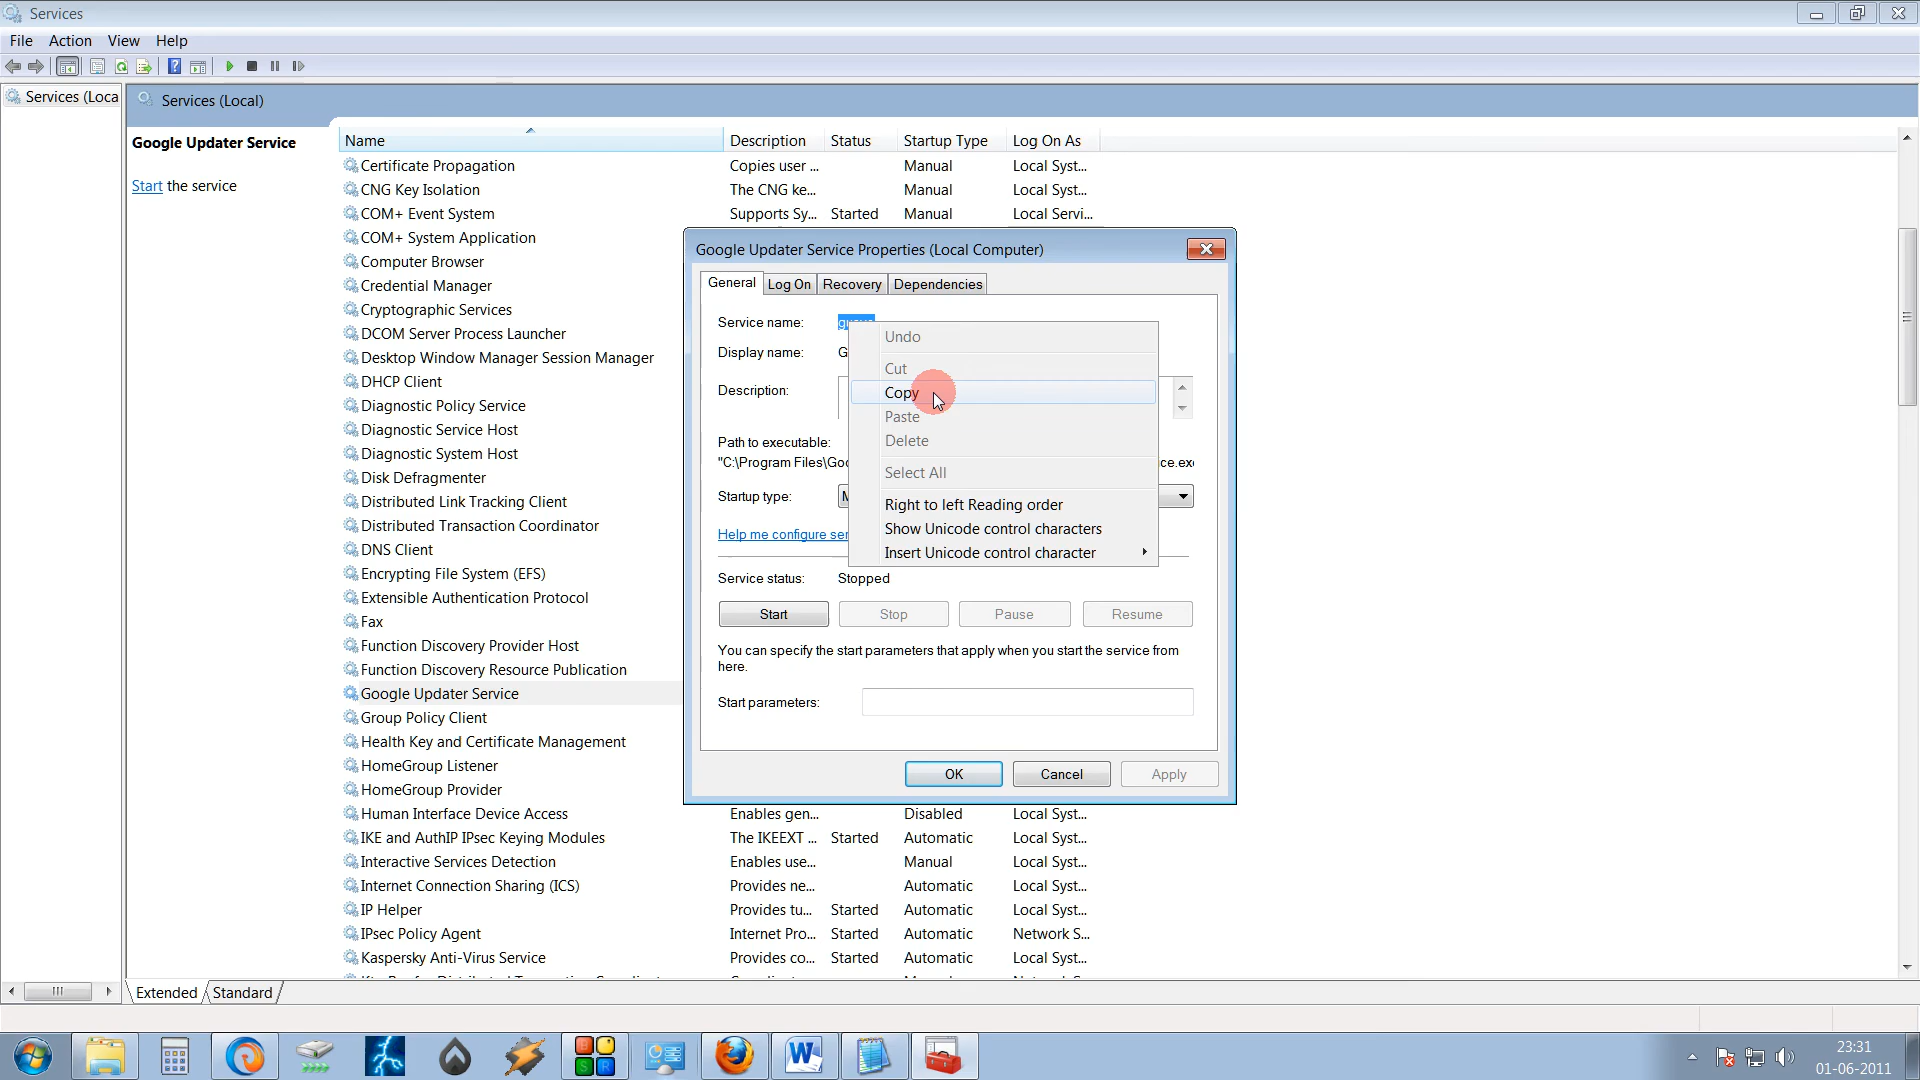 Services
File Action View Help
Services (Loca
Services (Local)
Google Updater Service
Start the service
Name Description Status Startup Type Log On As
Certificate Propagation Copies user ... Manual Local Syst...
CNG Key Isolation The CNG ke... Manual Local Syst...
COM+ Event System Supports Sy... Started Manual Local Servi...
COM+ System Application
Computer Browser
Credential Manager
Cryptographic Services
DCOM Server Process Launcher
Desktop Window Manager Session Manager
DHCP Client
Diagnostic Policy Service
Diagnostic Service Host
Diagnostic System Host
Disk Defragmenter
Distributed Link Tracking Client
Distributed Transaction Coordinator
DNS Client
Encrypting File System (EFS)
Extensible Authentication Protocol
Fax
Function Discovery Provider Host
Function Discovery Resource Publication
Google Updater Service
Group Policy Client
Health Key and Certificate Management
HomeGroup Listener
HomeGroup Provider
Human Interface Device Access Enables gen... Disabled Local Syst...
IKE and AuthIP IPsec Keying Modules The IKEEXT ... Started Automatic Local Syst...
Interactive Services Detection Enables use... Manual Local Syst...
Internet Connection Sharing (ICS) Provides ne... Automatic Local Syst...
IP Helper Provides tu... Started Automatic Local Syst...
IPsec Policy Agent Internet Pro... Started Automatic Network S...
Kaspersky Anti-Virus Service Provides co... Started Automatic Local Syst...
Google Updater Service Properties (Local Computer)
General Log On Recovery Dependencies
Service name:
Display name: G
Description:
Path to executable:
"C:\Program Files\Goo ice.exe
Startup type: M
Help me configure ser
Service status: Stopped
Start Stop Pause Resume
You can specify the start parameters that apply when you start the service from
here.
Start parameters:
OK Cancel Apply
Undo
Cut
Copy
Paste
Delete
Select All
Right to left Reading order
Show Unicode control characters
Insert Unicode control character
Extended Standard
23:31
01-06-2011